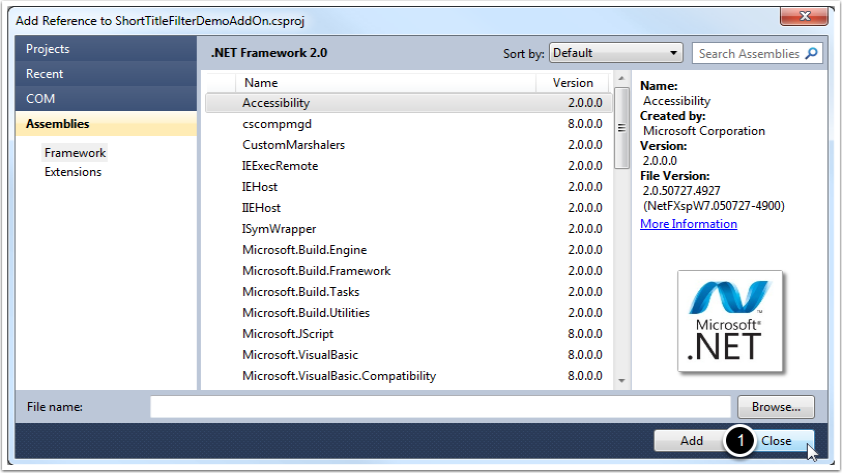 Add Reference to ShortTitleFilterDemoAddOn.csproj
Projects
Recent
COM
Assemblies
Framework
Extensions
.NET Framework 2.0
Sort by: Default
Search Assemblies
Name Version
Accessibility 2.0.0.0
cscompmgd 8.0.0.0
CustomMarshalers 2.0.0.0
IEExecRemote 2.0.0.0
IEHost 2.0.0.0
IIEHost 2.0.0.0
ISymWrapper 2.0.0.0
Microsoft.Build.Engine 2.0.0.0
Microsoft.Build.Framework 2.0.0.0
Microsoft.Build.Tasks 2.0.0.0
Microsoft.Build.Utilities 2.0.0.0
Microsoft.JScript 8.0.0.0
Microsoft.VisualBasic 8.0.0.0
Microsoft.VisualBasic.Compatibility 8.0.0.0
Name:
Accessibility
Created by:
Microsoft Corporation
Version:
2.0.0.0
File Version:
2.0.50727.4927
(NetFXspW7.050727-4900)
More Information
Microsoft®
.NET
File name:
Browse...
Add
1
Close